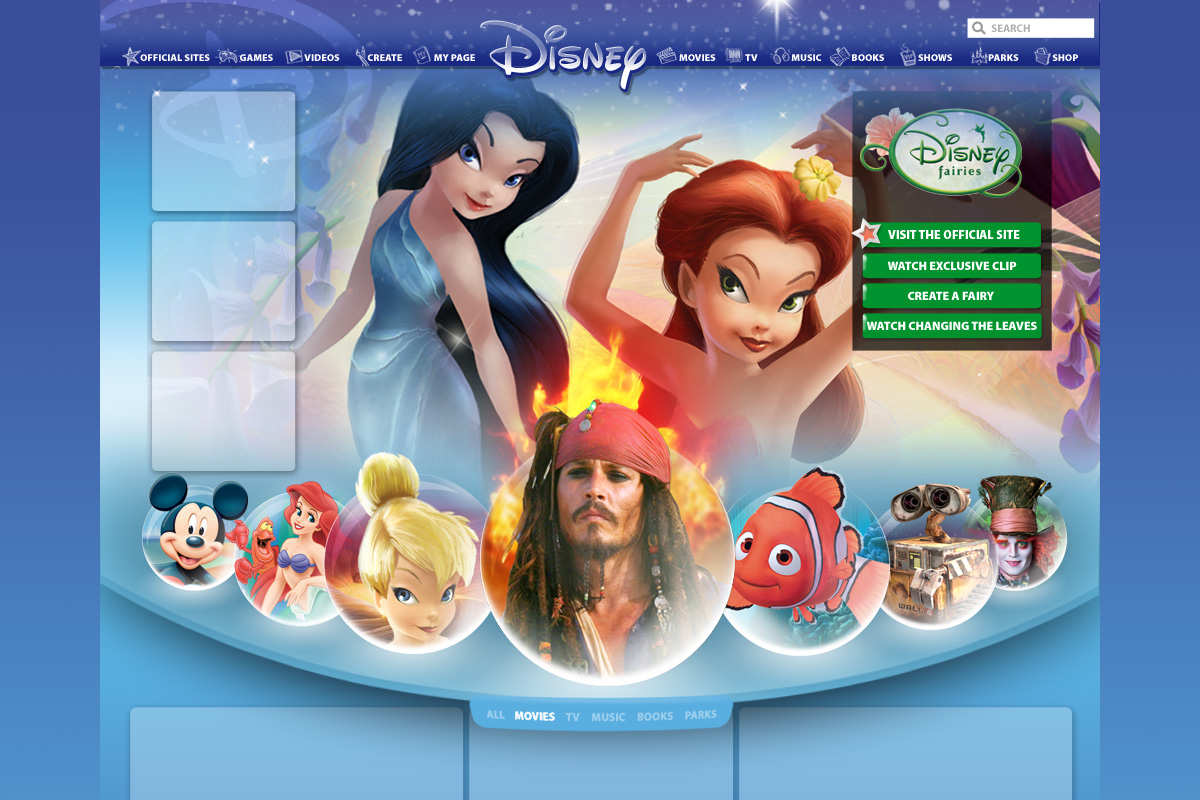 SEARCH
OFFICIAL SITES GAMES VIDEOS CREATE MY PAGE Disney MOVIES TV MUSIC BOOKS SHOWS PARKS SHOP
Disney
fairies
VISIT THE OFFICIAL SITE
WATCH EXCLUSIVE CLIP
CREATE A FAIRY
WATCH CHANGING THE LEAVES
WALL•E
ALL MOVIES TV MUSIC BOOKS PARKS